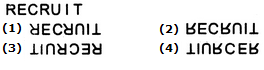 RECRUIT
(1) RECRUIT (2) RECRUIT
(3) TIURCER (4) TIURCER